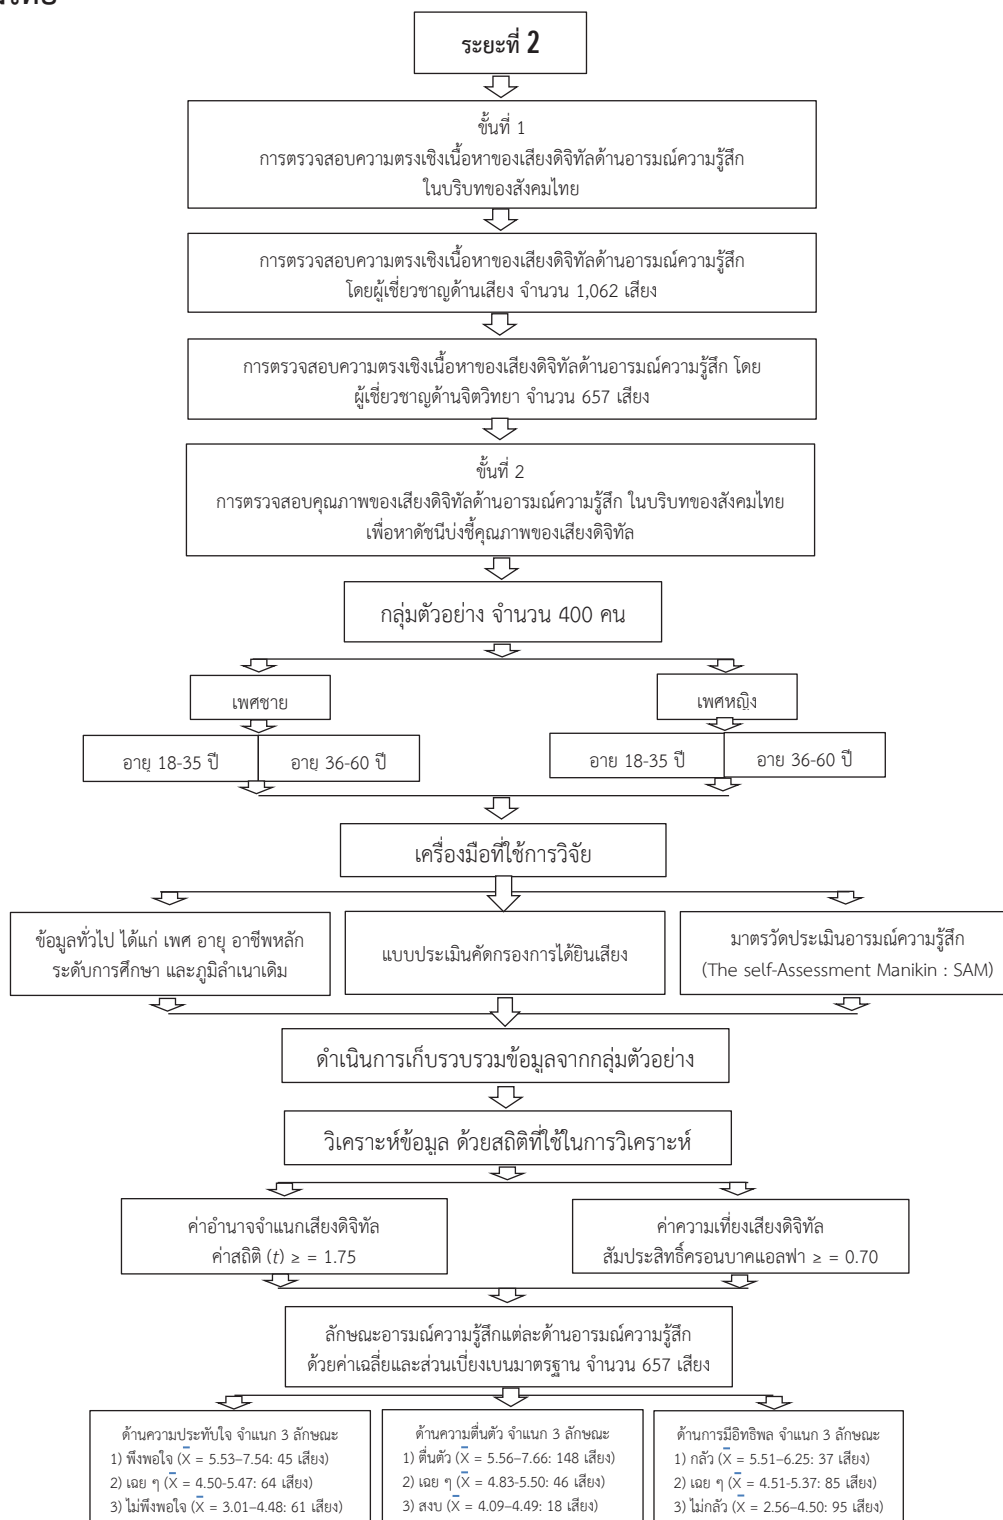 ระยะที่ 2
ขั้นที่ 1
การตรวจสอบความตรงเชิงเนื้อหาของเสียงดิจิทัลด้านอารมณ์ความรู้สึก
ในบริบทของสังคมไทย
การตรวจสอบความตรงเชิงเนื้อหาของเสียงดิจิทัลด้านอารมณ์ความรู้สึก
โดยผู้เชี่ยวชาญด้านเสียง จำนวน 1,062 เสียง
การตรวจสอบความตรงเชิงเนื้อหาของเสียงดิจิทัลด้านอารมณ์ความรู้สึก โดย
ผู้เชี่ยวชาญด้านจิตวิทยา จำนวน 657 เสียง
ขั้นที่ 2
การตรวจสอบคุณภาพของเสียงดิจิทัลด้านอารมณ์ความรู้สึก ในบริบทของสังคมไทย
เพื่อหาดัชนีบ่งชี้คุณภาพของเสียงดิจิทัล
กลุ่มตัวอย่าง จำนวน 400 คน
เพศชาย
เพศหญิง
อายุ 18-35 ปี
อายุ 36-60 ปี
อายุ 18-35 ปี
อายุ 36-60 ปี
เครื่องมือที่ใช้การวิจัย
ข้อมูลทั่วไป ได้แก่ เพศ อายุ อาชีพหลัก
ระดับการศึกษา และภูมิลำเนาเดิม
แบบประเมินคัดกรองการได้ยินเสียง
มาตรวัดประเมินอารมณ์ความรู้สึก
(The self-Assessment Manikin : SAM)
ดำเนินการเก็บรวบรวมข้อมูลจากกลุ่มตัวอย่าง
วิเคราะห์ข้อมูล ด้วยสถิติที่ใช้ในการวิเคราะห์
ค่าอำนาจจำแนกเสียงดิจิทัล
ค่าสถิติ (t) ≥ = 1.75
ค่าความเที่ยงเสียงดิจิทัล
สัมประสิทธิ์ครอนบาคแอลฟา ≥ = 0.70
ลักษณะอารมณ์ความรู้สึกแต่ละด้านอารมณ์ความรู้สึก
ด้วยค่าเฉลี่ยและส่วนเบี่ยงเบนมาตรฐาน จำนวน 657 เสียง
ด้านความประทับใจ จำแนก 3 ลักษณะ
1) พึงพอใจ (X̄ = 5.53–7.54: 45 เสียง)
2) เฉย ๆ (X̄ = 4.50-5.47: 64 เสียง)
3) ไม่พึงพอใจ (X̄ = 3.01–4.48: 61 เสียง)
ด้านความตื่นตัว จำแนก 3 ลักษณะ
1) ตื่นตัว (X̄ = 5.56–7.66: 148 เสียง)
2) เฉย ๆ (X̄ = 4.83-5.50: 46 เสียง)
3) สงบ (X̄ = 4.09–4.49: 18 เสียง)
ด้านการมีอิทธิพล จำแนก 3 ลักษณะ
1) กลัว (X̄ = 5.51–6.25: 37 เสียง)
2) เฉย ๆ (X̄ = 4.51-5.37: 85 เสียง)
3) ไม่กลัว (X̄ = 2.56–4.50: 95 เสียง)